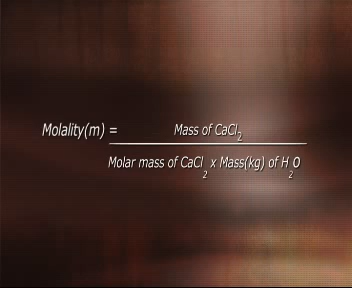 Molality(m) = Mass of CaCl2
Molar mass of CaCl2 x Mass(kg) of H2O